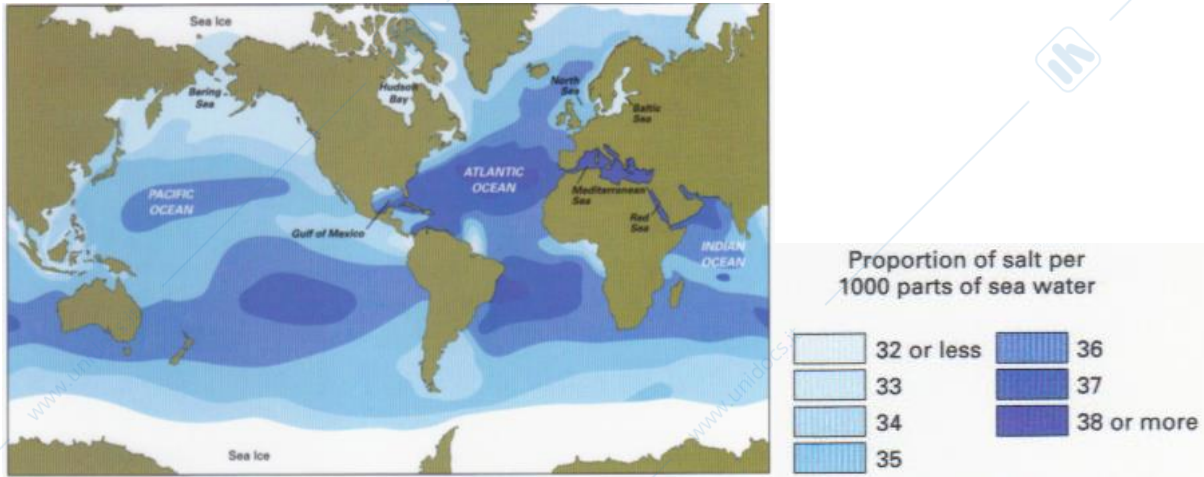 Sea Ice
Bering
Sea
Hudson
Bay
North
Sea
Baltic
Sea
ATLANTIC
OCEAN
PACIFIC
OCEAN
Mediterranean
Sea
Gulf of Mexico
Red
Sea
INDIAN
OCEAN
Sea Ice
Proportion of salt per
1000 parts of sea water
32 or less
33
34
35
36
37
38 or more